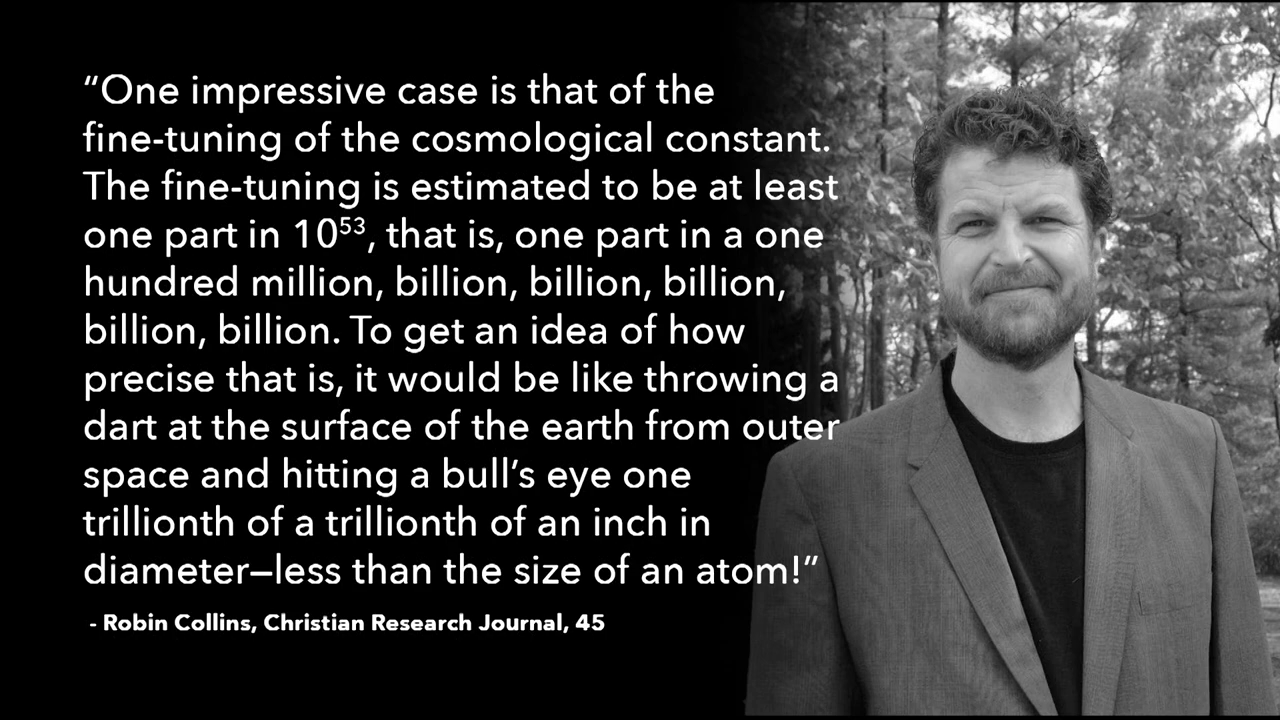 “One impressive case is that of the
fine-tuning of the cosmological constant.
The fine-tuning is estimated to be at least
one part in 10⁵³, that is, one part in a one
hundred million, billion, billion, billion,
billion, billion. To get an idea of how
precise that is, it would be like throwing a
dart at the surface of the earth from outer
space and hitting a bull’s eye one
trillionth of a trillionth of an inch in
diameter—less than the size of an atom!”
- Robin Collins, Christian Research Journal, 45